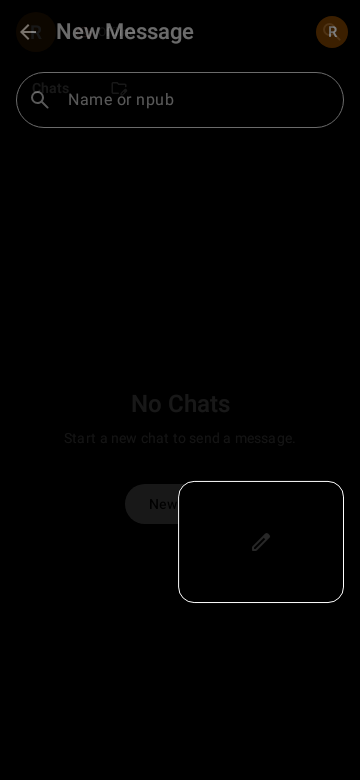 New Message
R
Chats
Name or npub
No Chats
Start a new chat to send a message.
New